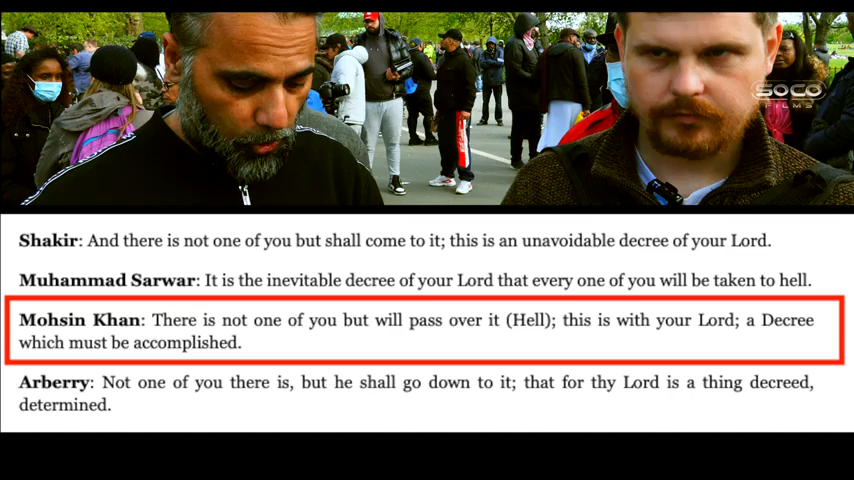 SOCO
FILMS
Shakir: And there is not one of you but shall come to it; this is an unavoidable decree of your Lord.
Muhammad Sarwar: It is the inevitable decree of your Lord that every one of you will be taken to hell.
Mohsin Khan: There is not one of you but will pass over it (Hell); this is with your Lord; a Decree
which must be accomplished.
Arberry: Not one of you there is, but he shall go down to it; that for thy Lord is a thing decreed,
determined.